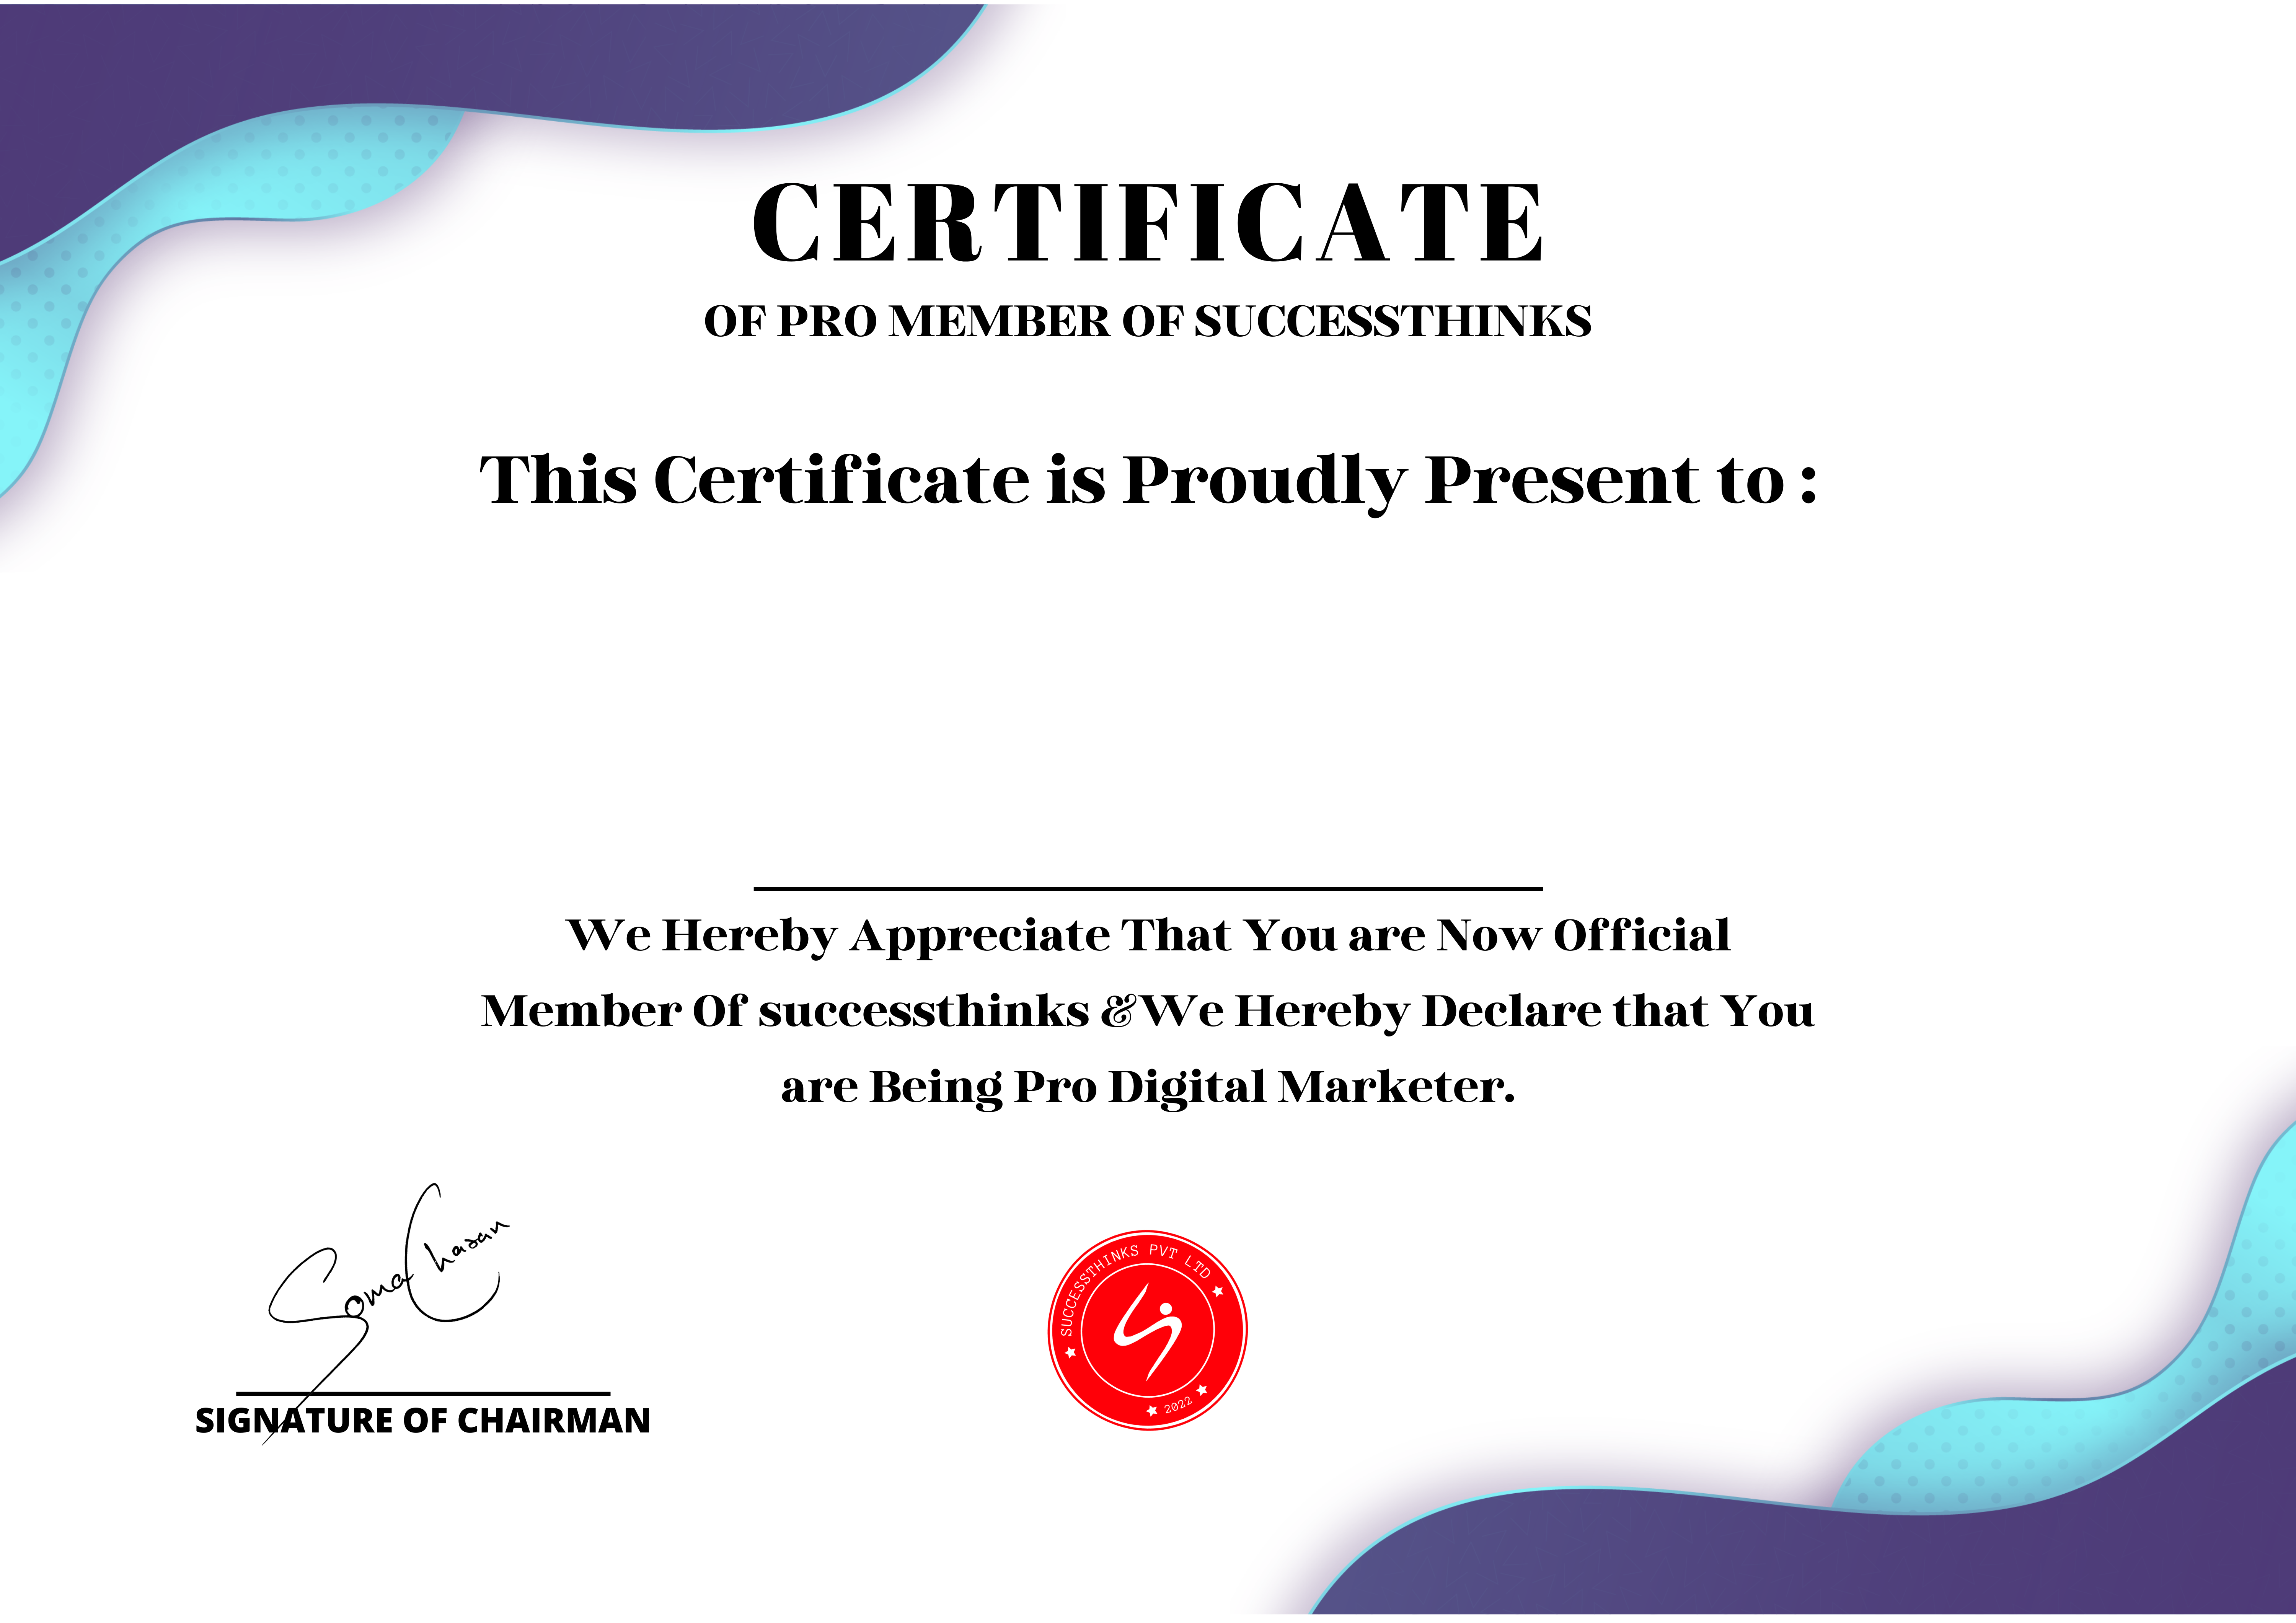 CERTIFICATE
OF PRO MEMBER OF SUCCESSTHINKS
This Certificate is Proudly Present to :
We Hereby Appreciate That You are Now Official
Member Of successthinks &We Hereby Declare that You
are Being Pro Digital Marketer.
Soma Charan
SIGNATURE OF CHAIRMAN
SUCCESSTHINKS PVT LTD
2022